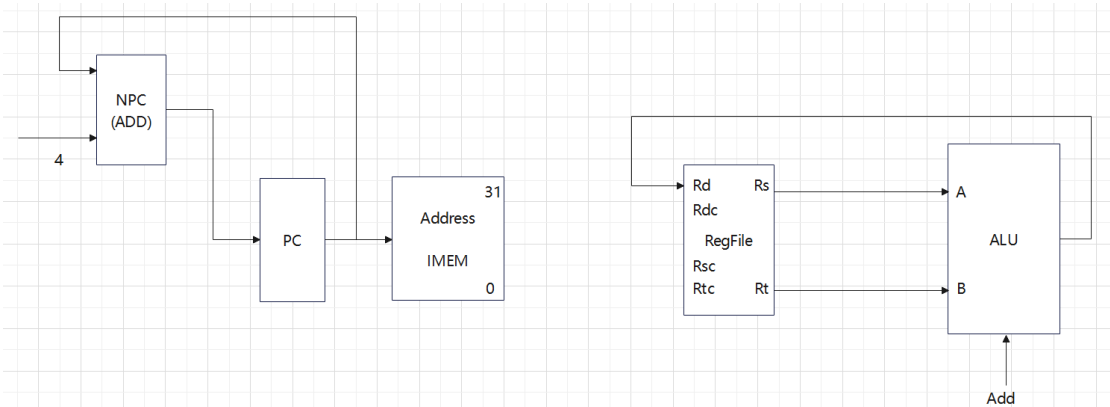 NPC
(ADD)
4
PC
31
Address
IMEM
0
Rd Rs
Rdc
RegFile
Rsc
Rtc Rt
A
ALU
B
Add